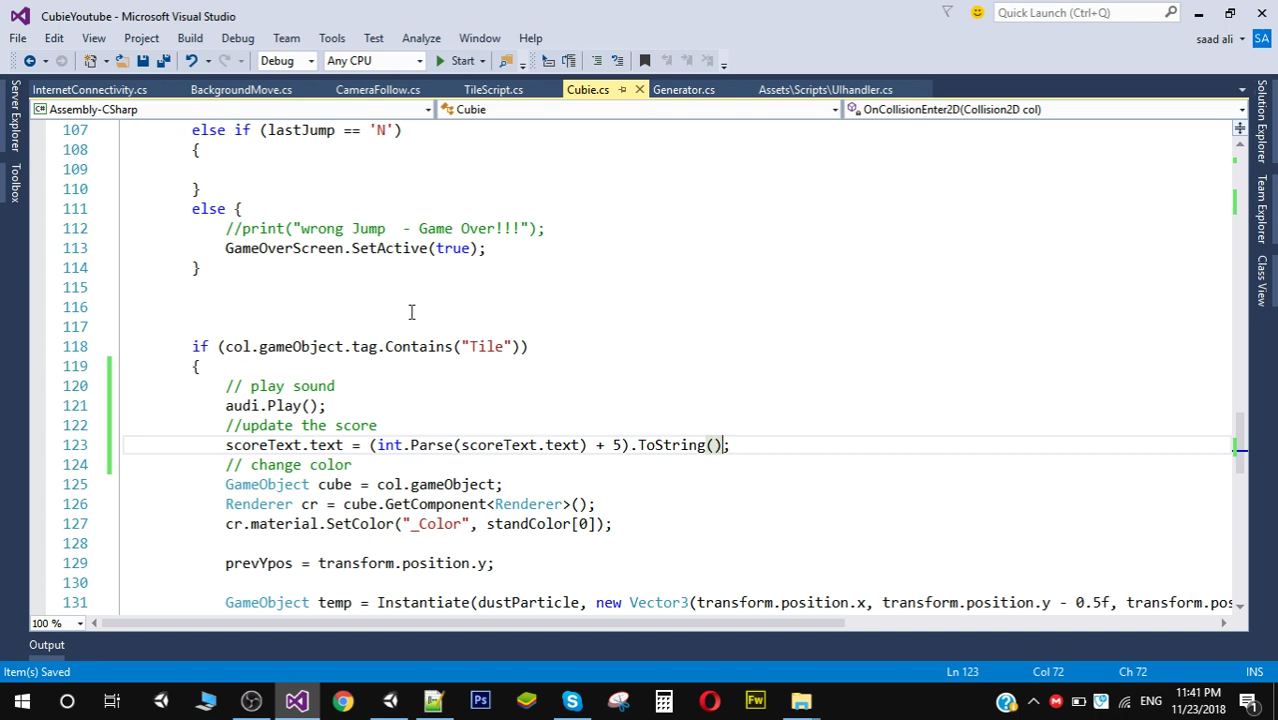 CubieYoutube - Microsoft Visual Studio
Quick Launch (Ctrl+Q)
File Edit View Project Build Debug Team Tools Test Analyze Window Help
saad ali SA
Debug Any CPU Start
Server Explorer
Toolbox
InternetConnectivity.cs BackgroundMove.cs CameraFollow.cs TileScript.cs Cubie.cs Generator.cs Assets\Scripts\UIhandler.cs
Assembly-CSharp Cubie OnCollisionEnter2D(Collision2D col)
Solution Explorer
Team Explorer
Class View
107 else if (lastJump == 'N')
108 {
109
110 }
111 else {
112 //print("wrong Jump  - Game Over!!!");
113 GameOverScreen.SetActive(true);
114 }
115
116
117
118 if (col.gameObject.tag.Contains("Tile"))
119 {
120 // play sound
121 audi.Play();
122 //update the score
123 scoreText.text = (int.Parse(scoreText.text) + 5).ToString();
124 // change color
125 GameObject cube = col.gameObject;
126 Renderer cr = cube.GetComponent<Renderer>();
127 cr.material.SetColor("_Color", standColor[0]);
128
129 prevYpos = transform.position.y;
130
131 GameObject temp = Instantiate(dustParticle, new Vector3(transform.position.x, transform.position.y - 0.5f, transform.pos
100 %
Output
Item(s) Saved Ln 123 Col 72 Ch 72 INS
Ps Fw ENG 11:41 PM
11/23/2018